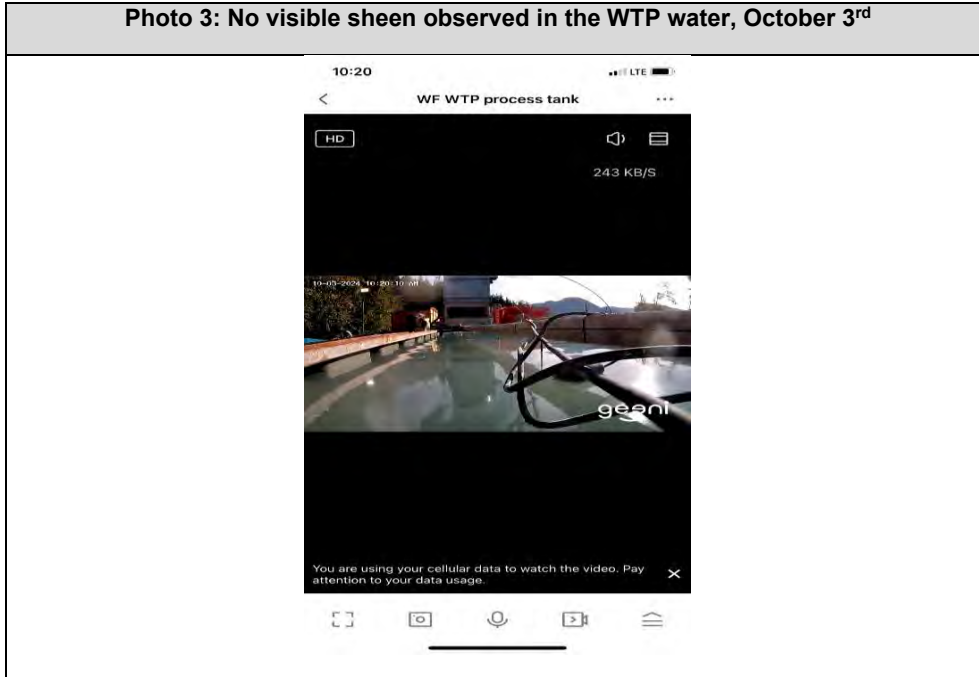 Photo 3: No visible sheen observed in the WTP water, October 3rd
10:20 LTE
WF WTP process tank
HD
243 KB/S
10-03-2024 10:20:10 AM
geeni
You are using your cellular data to watch the video. Pay
attention to your data usage.